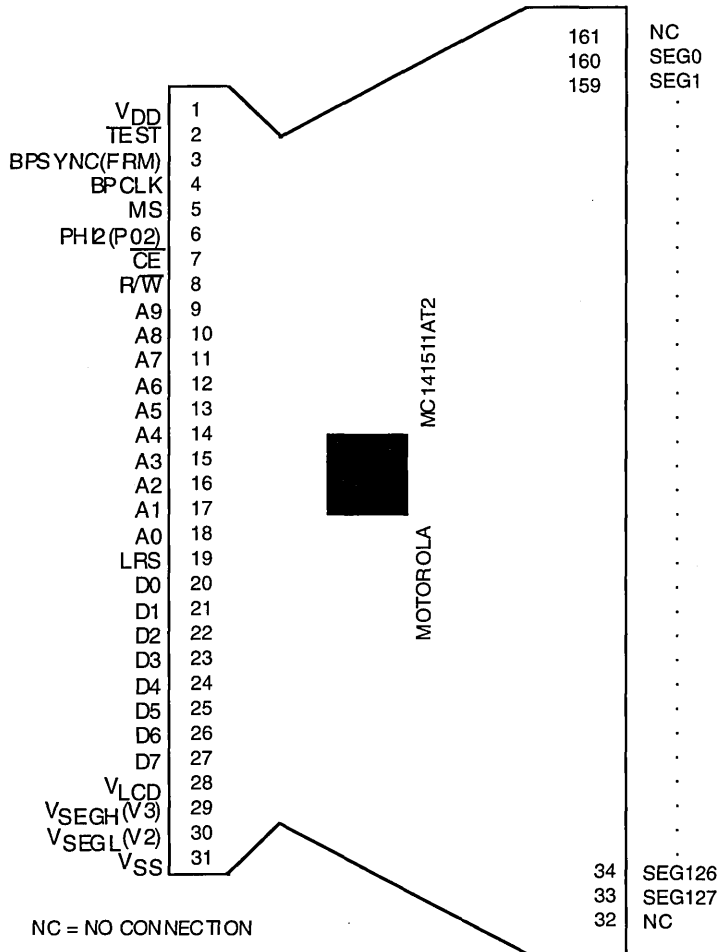 161 NC
160 SEG0
159 SEG1
VDD 1
TEST 2
BPSYNC(FRM) 3
BPCLK 4
MS 5
PHI2(P02) 6
CE 7
R/W 8
A9 9
A8 10
A7 11
A6 12
A5 13
A4 14
A3 15
A2 16
A1 17
A0 18
LRS 19
D0 20
D1 21
D2 22
D3 23
D4 24
D5 25
D6 26
D7 27
VLCD 28
VSEGH(V3) 29
VSEGL(V2) 30
VSS 31
MC141511AT2
MOTOROLA
34 SEG126
33 SEG127
32 NC
NC = NO CONNECTION